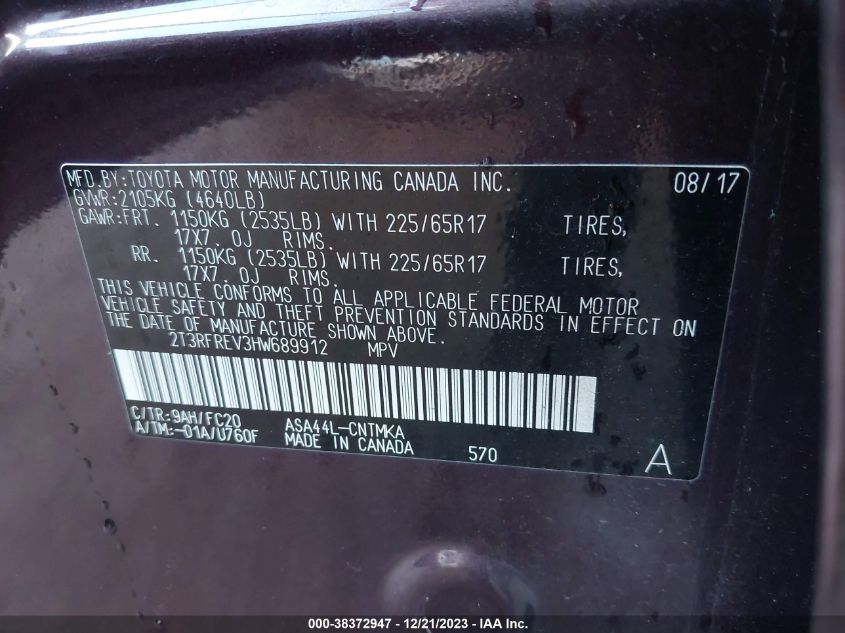 MFD.BY:TOYOTA MOTOR MANUFACTURING CANADA INC. 08/17
GVWR:2105KG (4640LB)
GAWR:FRT. 1150KG (2535LB) WITH 225/65R17 TIRES,
17X7.0J RIMS.
RR. 1150KG (2535LB) WITH 225/65R17 TIRES,
17X7.0J RIMS.
THIS VEHICLE CONFORMS TO ALL APPLICABLE FEDERAL MOTOR
VEHICLE SAFETY AND THEFT PREVENTION STANDARDS IN EFFECT ON
THE DATE OF MANUFACTURE SHOWN ABOVE.
2T3RFREV3HW689912 MPV
C/TR:9AH/FC20 ASA44L-CNTMKA
A/TM:-01A/U760F MADE IN CANADA 570 A
000-38372947 - 12/21/2023 - IAA Inc.